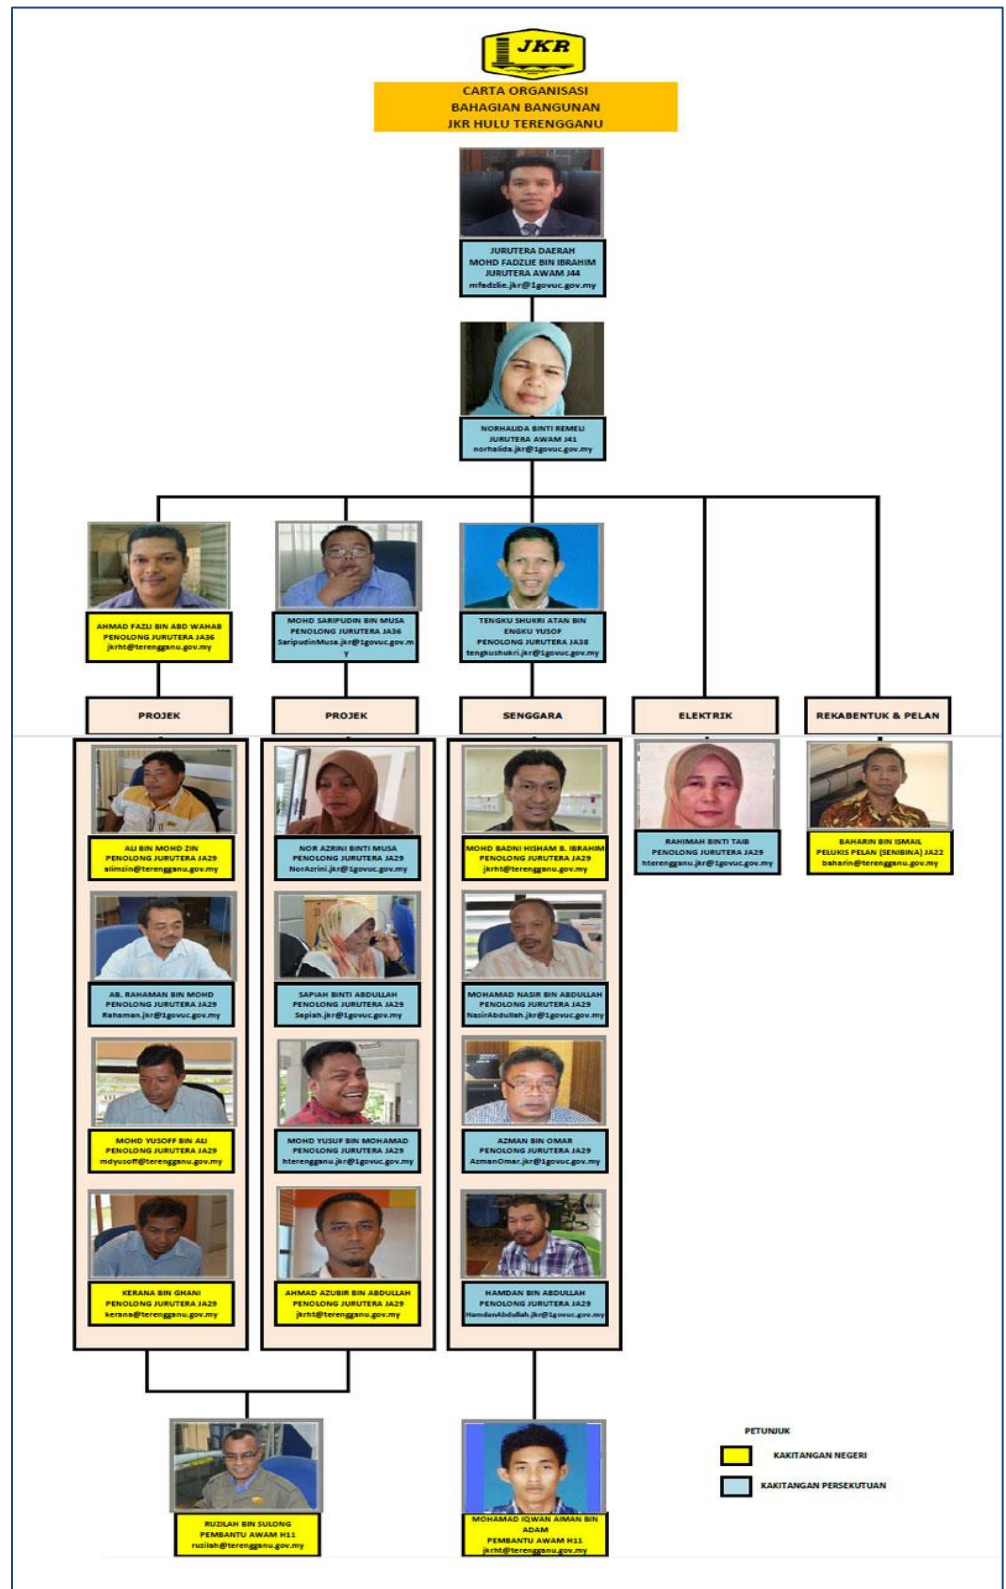 JKR
CARTA ORGANISASI
BAHAGIAN BANGUNAN
JKR HULU TERENGGANU
JURUTERA DAERAH
MOHD FADZLIE BIN IBRAHIM
JURUTERA AWAM J44
mfadzlie.jkr@1govuc.gov.my
NORHALIDA BINTI REMELI
JURUTERA AWAM J41
norhalida.jkr@1govuc.gov.my
AHMAD FAZLI BIN ABD WAHAB
PENOLONG JURUTERA JA36
jkrht@terengganu.gov.my
MOHD SARIPUDIN BIN MUSA
PENOLONG JURUTERA JA36
SaripudinMusa.jkr@1govuc.gov.m
y
TENGKU SHUKRI ATAN BIN
ENGKU YUSOF
PENOLONG JURUTERA JA38
tengkushukri.jkr@1govuc.gov.my
PROJEK
PROJEK
SENGGARA
ELEKTRIK
REKABENTUK & PELAN
ALI BIN MOHD ZIN
PENOLONG JURUTERA JA29
alimzin@terengganu.gov.my
NOR AZRINI BINTI MUSA
PENOLONG JURUTERA JA29
NorAzrini.jkr@1govuc.gov.my
MOHD BADNI HISHAM B. IBRAHIM
PENOLONG JURUTERA JA29
jkrht@terengganu.gov.my
RAHIMAH BINTI TAIB
PENOLONG JURUTERA JA29
hterengganu.jkr@1govuc.gov.my
BAHARIN BIN ISMAIL
PELUKIS PELAN (SENIBINA) JA22
baharin@terengganu.gov.my
AB. RAHAMAN BIN MOHD
PENOLONG JURUTERA JA29
Rahaman.jkr@1govuc.gov.my
SAPIAH BINTI ABDULLAH
PENOLONG JURUTERA JA29
Sapiah.jkr@1govuc.gov.my
MOHAMAD NASIR BIN ABDULLAH
PENOLONG JURUTERA JA29
NasirAbdullah.jkr@1govuc.gov.my
MOHD YUSOFF BIN ALI
PENOLONG JURUTERA JA29
mdyusoff@terengganu.gov.my
MOHD YUSUF BIN MOHAMAD
PENOLONG JURUTERA JA29
hterengganu.jkr@1govuc.gov.my
AZMAN BIN OMAR
PENOLONG JURUTERA JA29
AzmanOmar.jkr@1govuc.gov.my
KERANA BIN GHANI
PENOLONG JURUTERA JA29
kerana@terengganu.gov.my
AHMAD AZUBIR BIN ABDULLAH
PENOLONG JURUTERA JA29
jkrht@terengganu.gov.my
HAMDAN BIN ABDULLAH
PENOLONG JURUTERA JA29
HamdanAbdullah.jkr@1govuc.gov.my
RUZILAH BIN SULONG
PEMBANTU AWAM H11
ruzilah@terengganu.gov.my
MOHAMAD IQWAN AIMAN BIN
ADAM
PEMBANTU AWAM H11
jkrht@terengganu.gov.my
PETUNJUK
KAKITANGAN NEGERI
KAKITANGAN PERSEKUTUAN